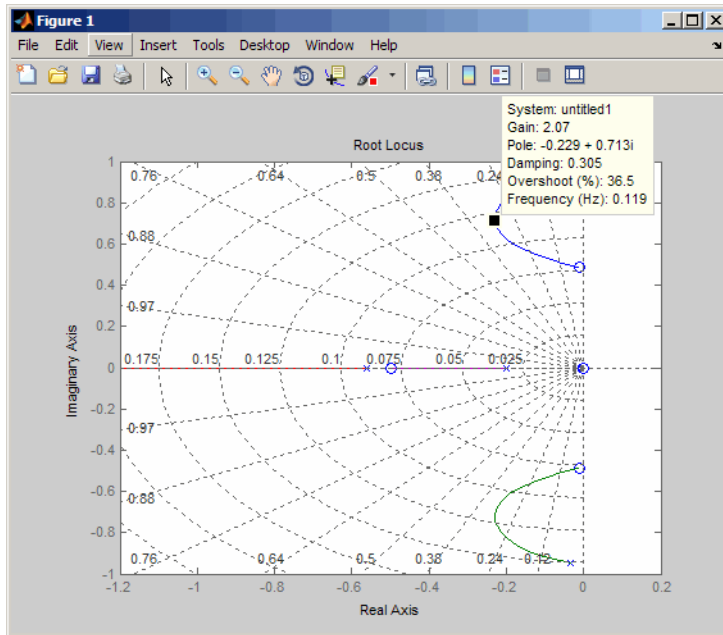 Figure 1
File Edit View Insert Tools Desktop Window Help
System: untitled1
Gain: 2.07
Pole: -0.229 + 0.713i
Damping: 0.305
Overshoot (%): 36.5
Frequency (Hz): 0.119
Root Locus
1
0.8
0.6
0.4
0.2
0
-0.2
-0.4
-0.6
-0.8
-1
Imaginary Axis
0.76 0.64 0.5 0.38 0.24
0.88
0.97
0.175 0.15 0.125 0.1 0.075 0.05 0.025
0.97
0.88
0.76 0.64 0.5 0.38 0.24 0.12
-1.2 -1 -0.8 -0.6 -0.4 -0.2 0 0.2
Real Axis